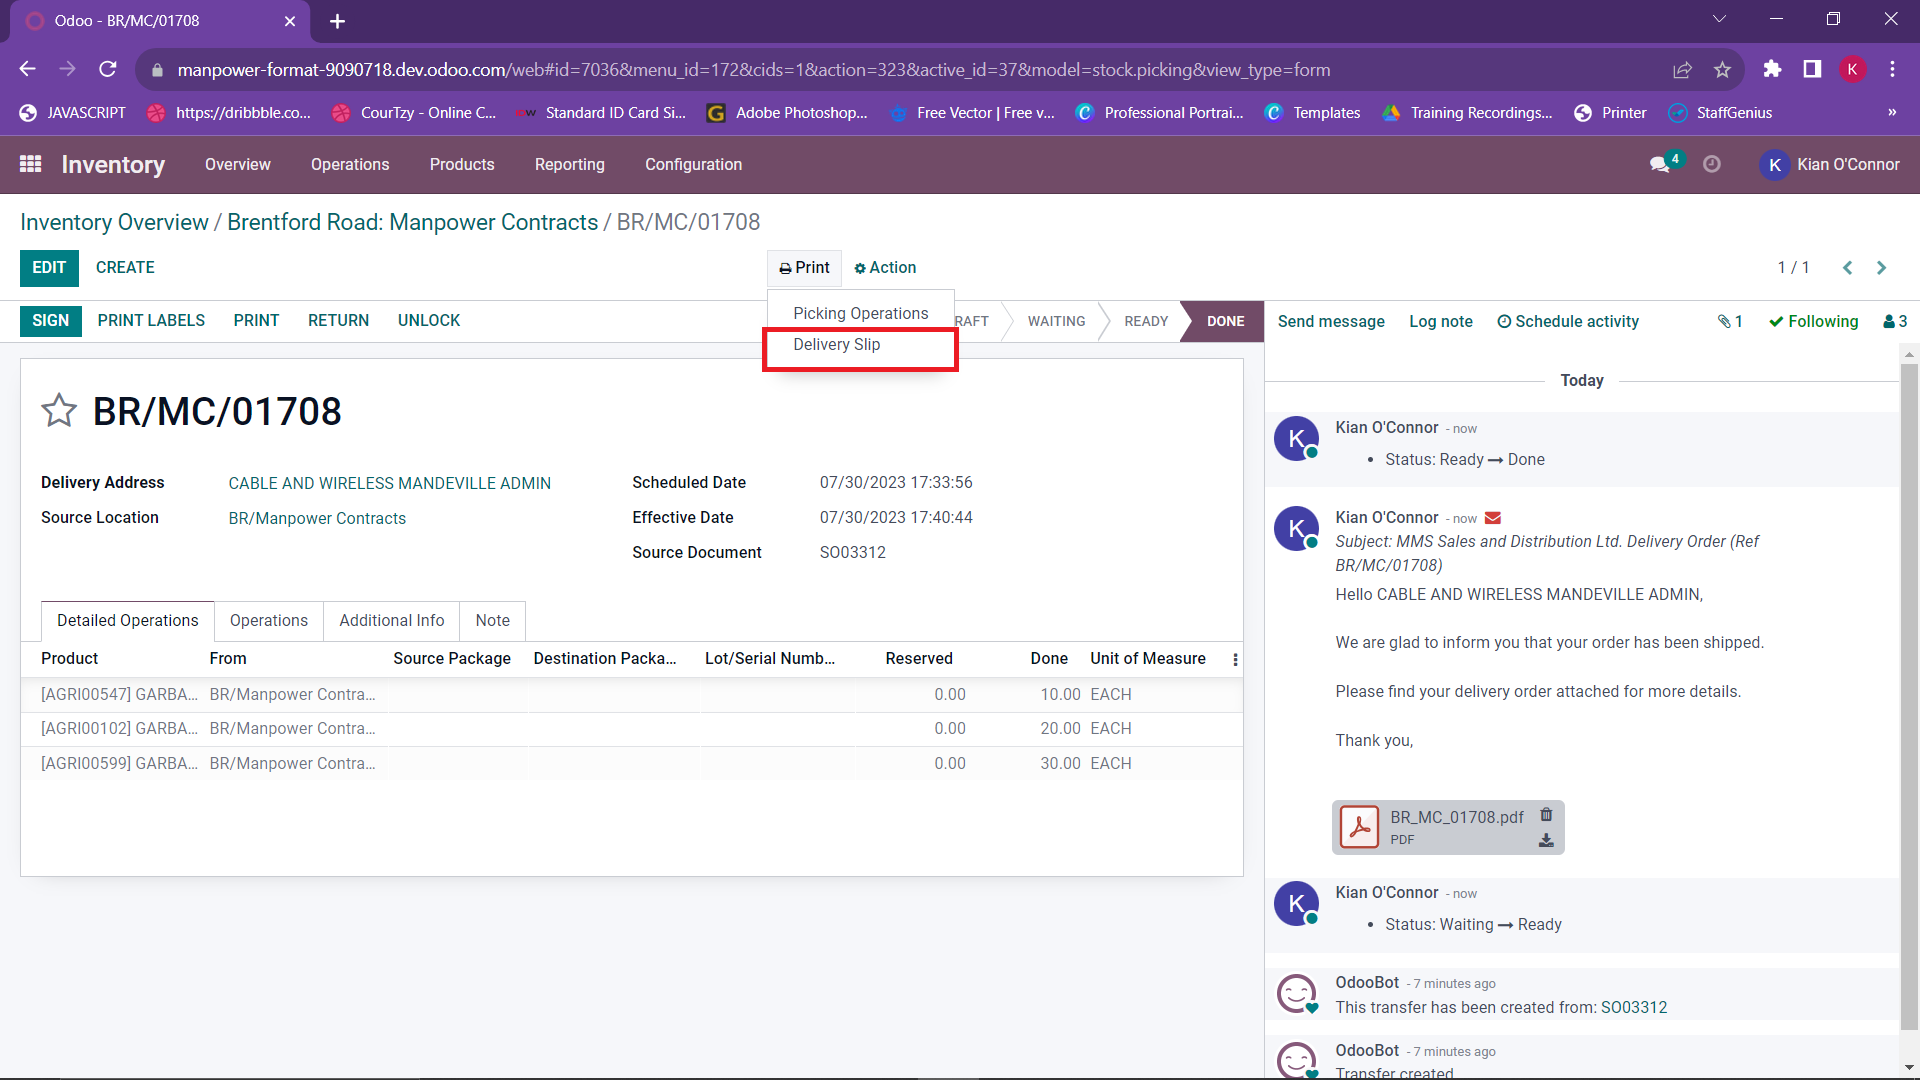 Odoo - BR/MC/01708
manpower-format-9090718.dev.odoo.com/web#id=7036&menu_id=172&cids=1&action=323&active_id=37&model=stock.picking&view_type=form
K
JAVASCRIPT https://dribbble.co... CourTzy - Online C... Standard ID Card Si... Adobe Photoshop... Free Vector | Free v... Professional Portrai... Templates Training Recordings... Printer StaffGenius »
Inventory Overview Operations Products Reporting Configuration 4 K Kian O'Connor
Inventory Overview / Brentford Road: Manpower Contracts / BR/MC/01708
EDIT CREATE Print Action 1 / 1
Picking Operations
Delivery Slip
SIGN PRINT LABELS PRINT RETURN UNLOCK RAFT WAITING READY DONE
Send message Log note Schedule activity 1 Following 3
BR/MC/01708
Delivery Address CABLE AND WIRELESS MANDEVILLE ADMIN
Source Location BR/Manpower Contracts
Scheduled Date 07/30/2023 17:33:56
Effective Date 07/30/2023 17:40:44
Source Document SO03312
Detailed Operations Operations Additional Info Note
Product From Source Package Destination Packa... Lot/Serial Numb... Reserved Done Unit of Measure
[AGRI00547] GARBA... BR/Manpower Contra... 0.00 10.00 EACH
[AGRI00102] GARBA... BR/Manpower Contra... 0.00 20.00 EACH
[AGRI00599] GARBA... BR/Manpower Contra... 0.00 30.00 EACH
Today
K
Kian O'Connor - now
• Status: Ready → Done
K
Kian O'Connor - now
Subject: MMS Sales and Distribution Ltd. Delivery Order (Ref
BR/MC/01708)
Hello CABLE AND WIRELESS MANDEVILLE ADMIN,
We are glad to inform you that your order has been shipped.
Please find your delivery order attached for more details.
Thank you,
BR_MC_01708.pdf
PDF
K
Kian O'Connor - now
• Status: Waiting → Ready
OdooBot - 7 minutes ago
This transfer has been created from: SO03312
OdooBot - 7 minutes ago
Transfer created